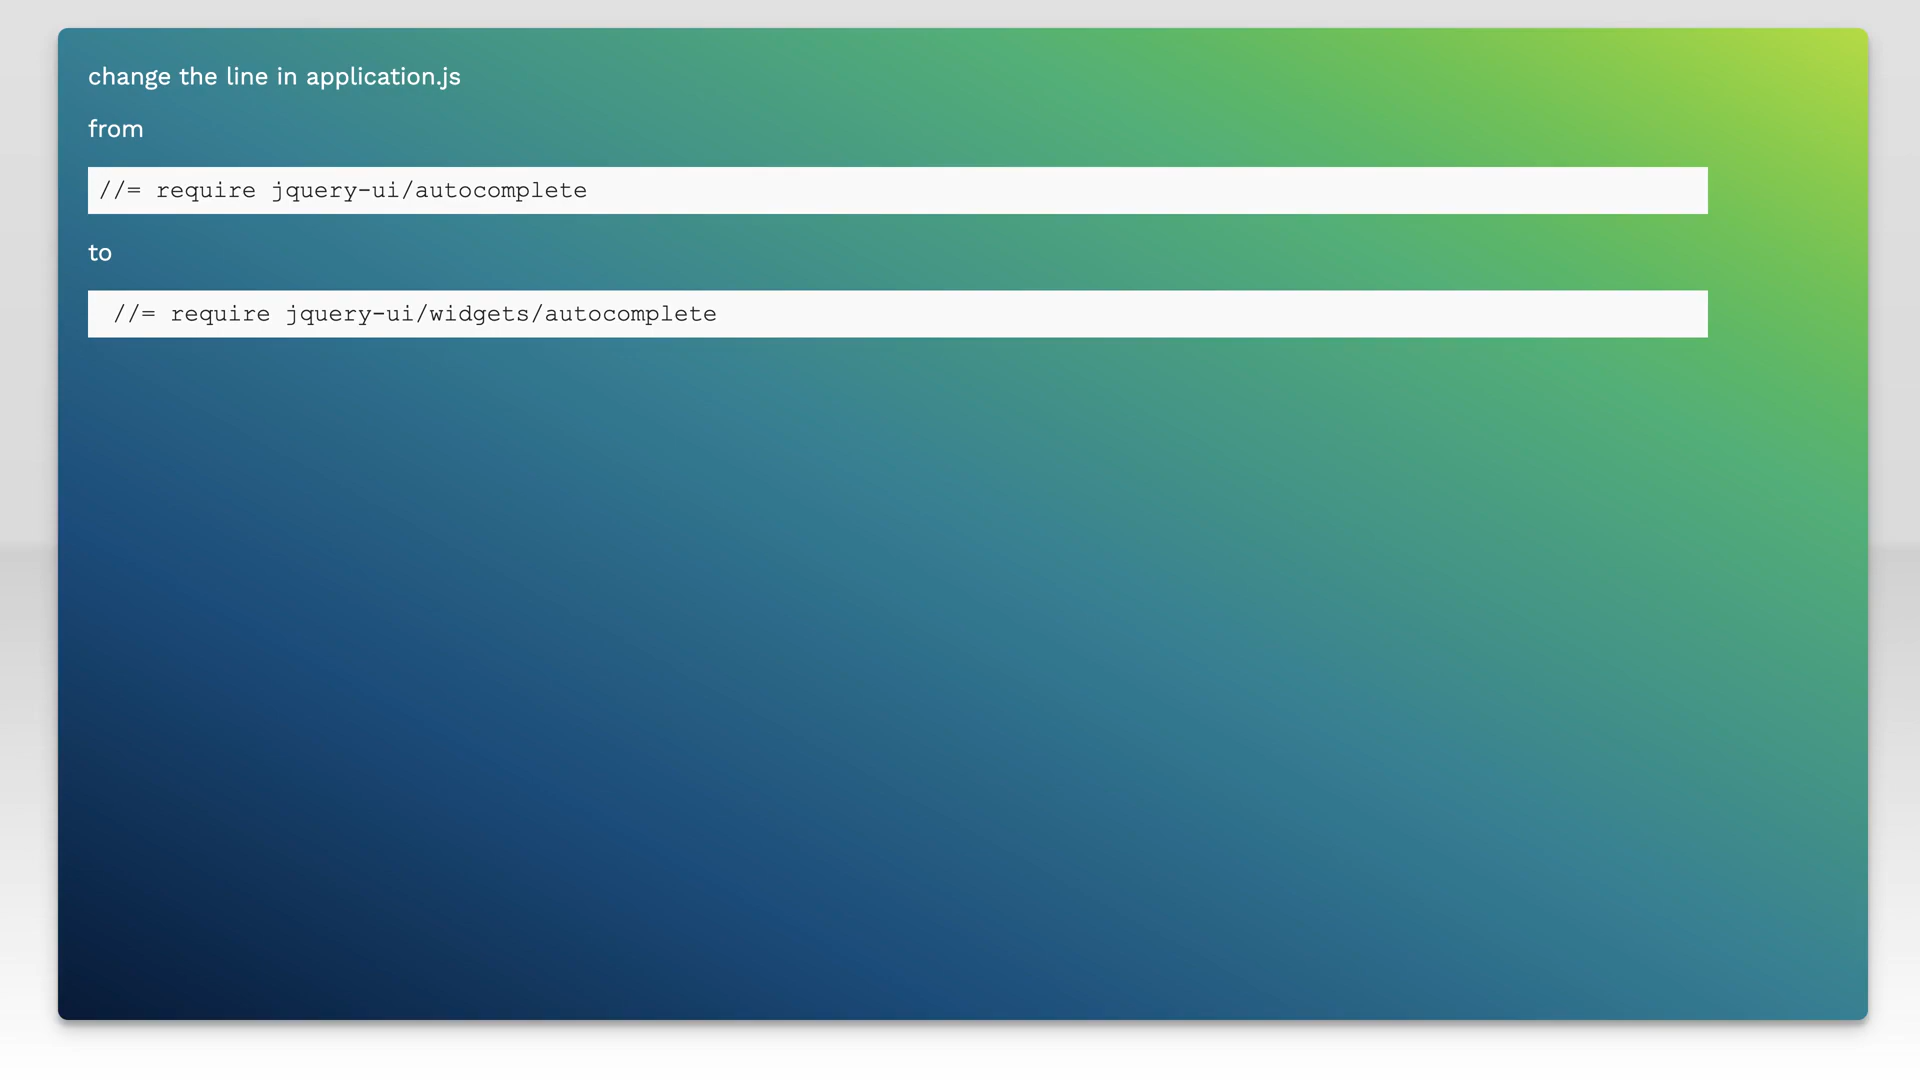 change the line in application.js
from
//= require jquery-ui/autocomplete
to
//= require jquery-ui/widgets/autocomplete